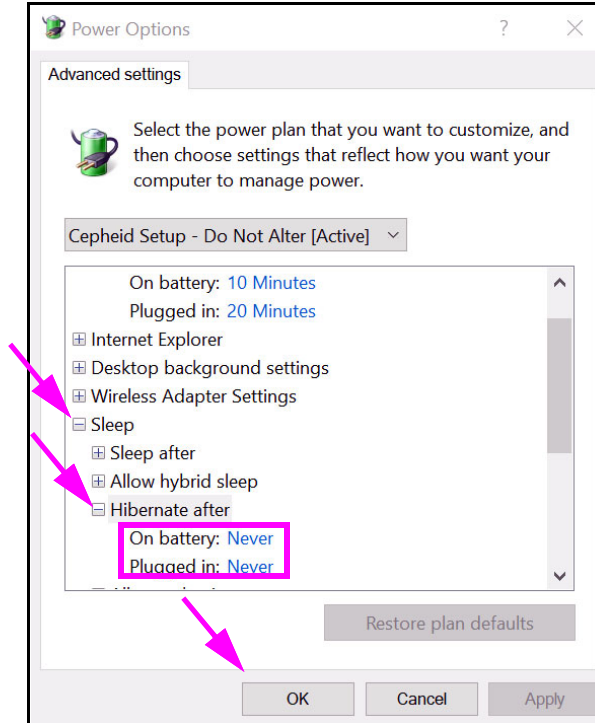 Power Options
?
Advanced settings
Select the power plan that you want to customize, and
then choose settings that reflect how you want your
computer to manage power.
Cepheid Setup - Do Not Alter [Active]
On battery: 10 Minutes
Plugged in: 20 Minutes
Internet Explorer
Desktop background settings
Wireless Adapter Settings
Sleep
Sleep after
Allow hybrid sleep
Hibernate after
On battery: Never
Plugged in: Never
Restore plan defaults
OK Cancel Apply